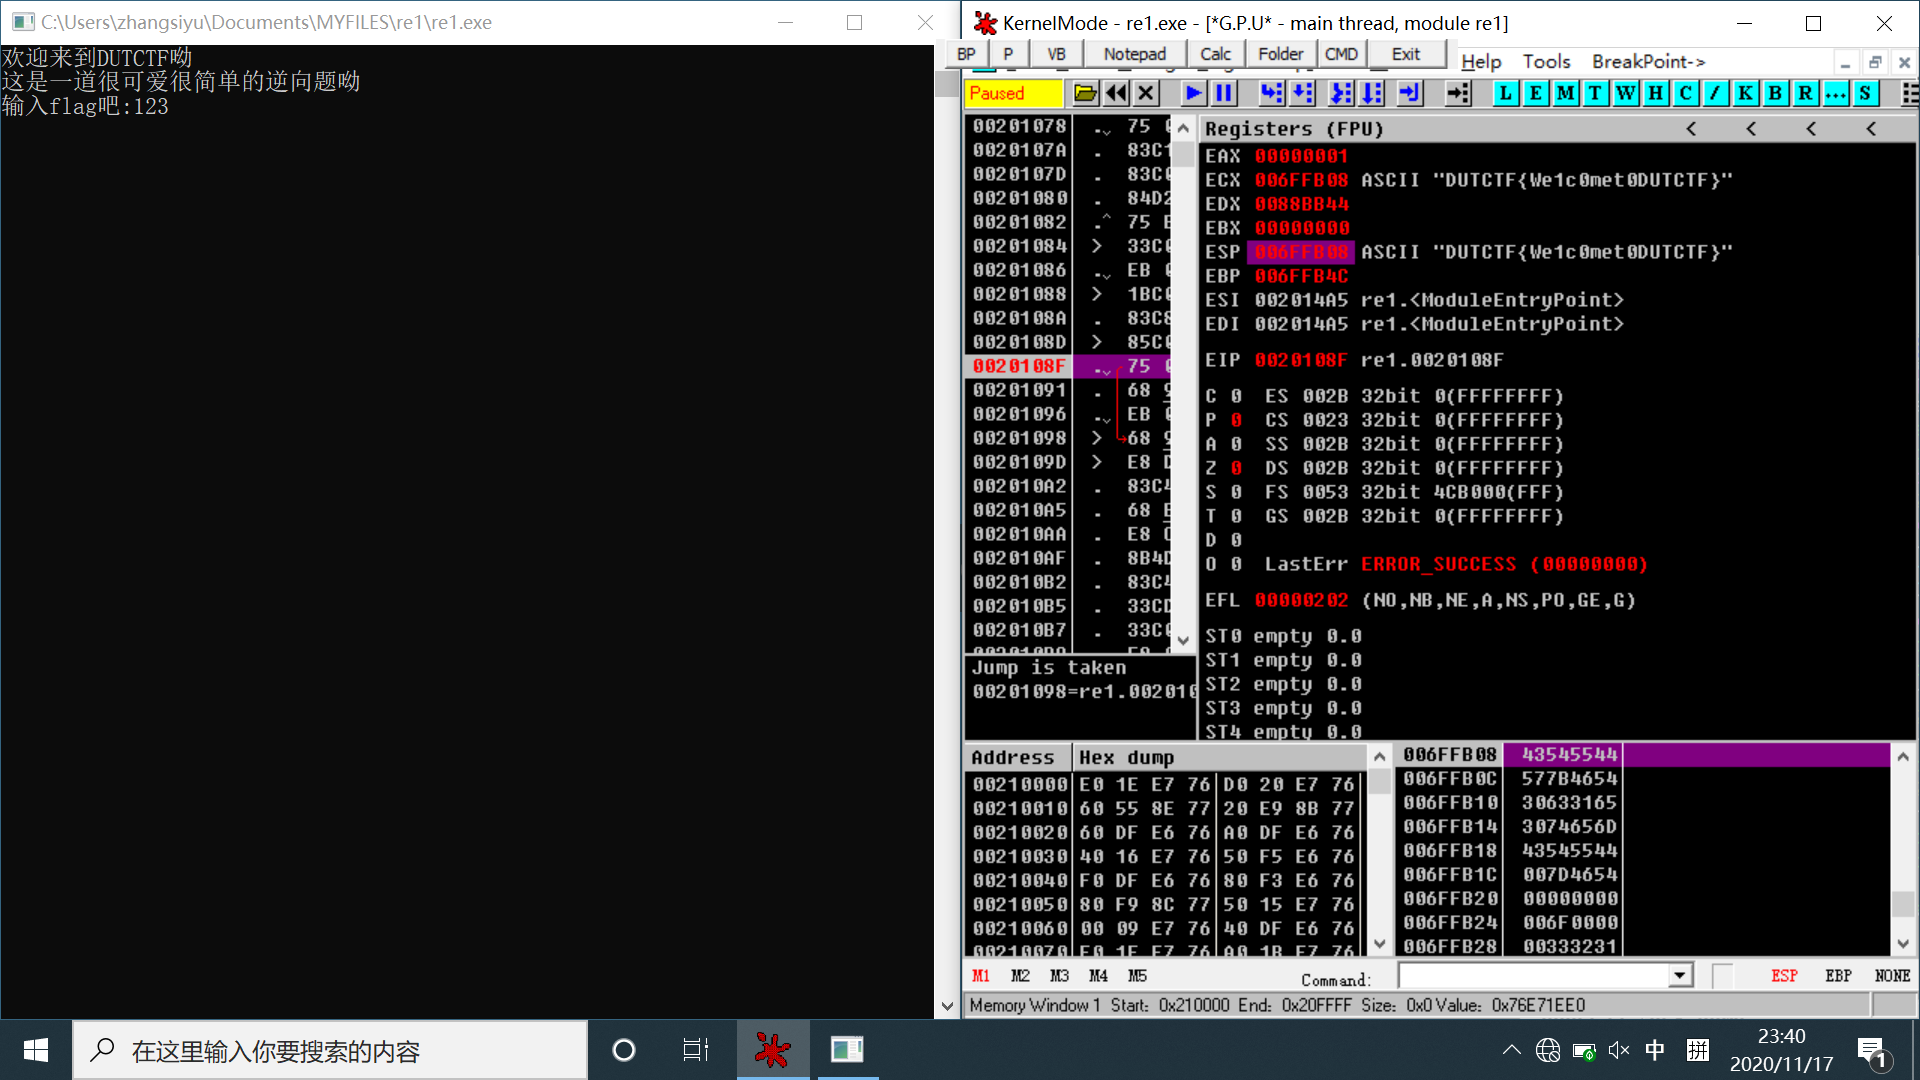 C:\Users\zhangsiyu\Documents\MYFILES\re1\re1.exe
欢迎来到DUTCTF呦
这是一道很可爱很简单的逆向题呦
输入flag吧:123
KernelMode - re1.exe - [*G.P.U* - main thread, module re1]
BP P VB Notepad Calc Folder CMD Exit
Help Tools BreakPoint->
Paused L E M T W H C / K B R ... S
00201078 . 75
0020107A . 83C1
0020107D . 83C0
00201080 . 84D2
00201082 . 75
00201084 > 33C0
00201086 . EB
00201088 > 1BC0
0020108A . 83C8
0020108D > 85C0
0020108F . 75
00201091 . 68
00201096 . EB
00201098 > 68
0020109D > E8
002010A2 . 83C4
002010A5 . 68
002010AA . E8
002010AF . 8B4D
002010B2 . 83C4
002010B5 . 33CD
002010B7 . 33C0
Jump is taken
00201098=re1.002010
Registers (FPU) < < < <
EAX 00000001
ECX 006FFB08 ASCII "DUTCTF{We1c0met0DUTCTF}"
EDX 0088BB44
EBX 00000000
ESP 006FFB08 ASCII "DUTCTF{We1c0met0DUTCTF}"
EBP 006FFB4C
ESI 002014A5 re1.<ModuleEntryPoint>
EDI 002014A5 re1.<ModuleEntryPoint>
EIP 0020108F re1.0020108F
C 0 ES 002B 32bit 0(FFFFFFFF)
P 0 CS 0023 32bit 0(FFFFFFFF)
A 0 SS 002B 32bit 0(FFFFFFFF)
Z 0 DS 002B 32bit 0(FFFFFFFF)
S 0 FS 0053 32bit 4CB000(FFF)
T 0 GS 002B 32bit 0(FFFFFFFF)
D 0
O 0 LastErr ERROR_SUCCESS (00000000)
EFL 00000202 (NO,NB,NE,A,NS,PO,GE,G)
ST0 empty 0.0
ST1 empty 0.0
ST2 empty 0.0
ST3 empty 0.0
ST4 empty 0.0
Address Hex dump
00210000 E0 1E E7 76 D0 20 E7 76
00210010 60 55 8E 77 20 E9 8B 77
00210020 60 DF E6 76 A0 DF E6 76
00210030 40 16 E7 76 50 F5 E6 76
00210040 F0 DF E6 76 80 F3 E6 76
00210050 80 F9 8C 77 50 15 E7 76
00210060 00 09 E7 76 40 DF E6 76
00210070 E0 1F E7 76 A0 1B E7 76
006FFB08 43545544
006FFB0C 577B4654
006FFB10 30633165
006FFB14 3074656D
006FFB18 43545544
006FFB1C 007D4654
006FFB20 00000000
006FFB24 006F0000
006FFB28 00333231
M1 M2 M3 M4 M5 Command: ESP EBP NONE
Memory Window 1 Start: 0x210000 End: 0x20FFFF Size: 0x0 Value: 0x76E71EE0
在这里输入你要搜索的内容
中 拼
23:40
2020/11/17
1